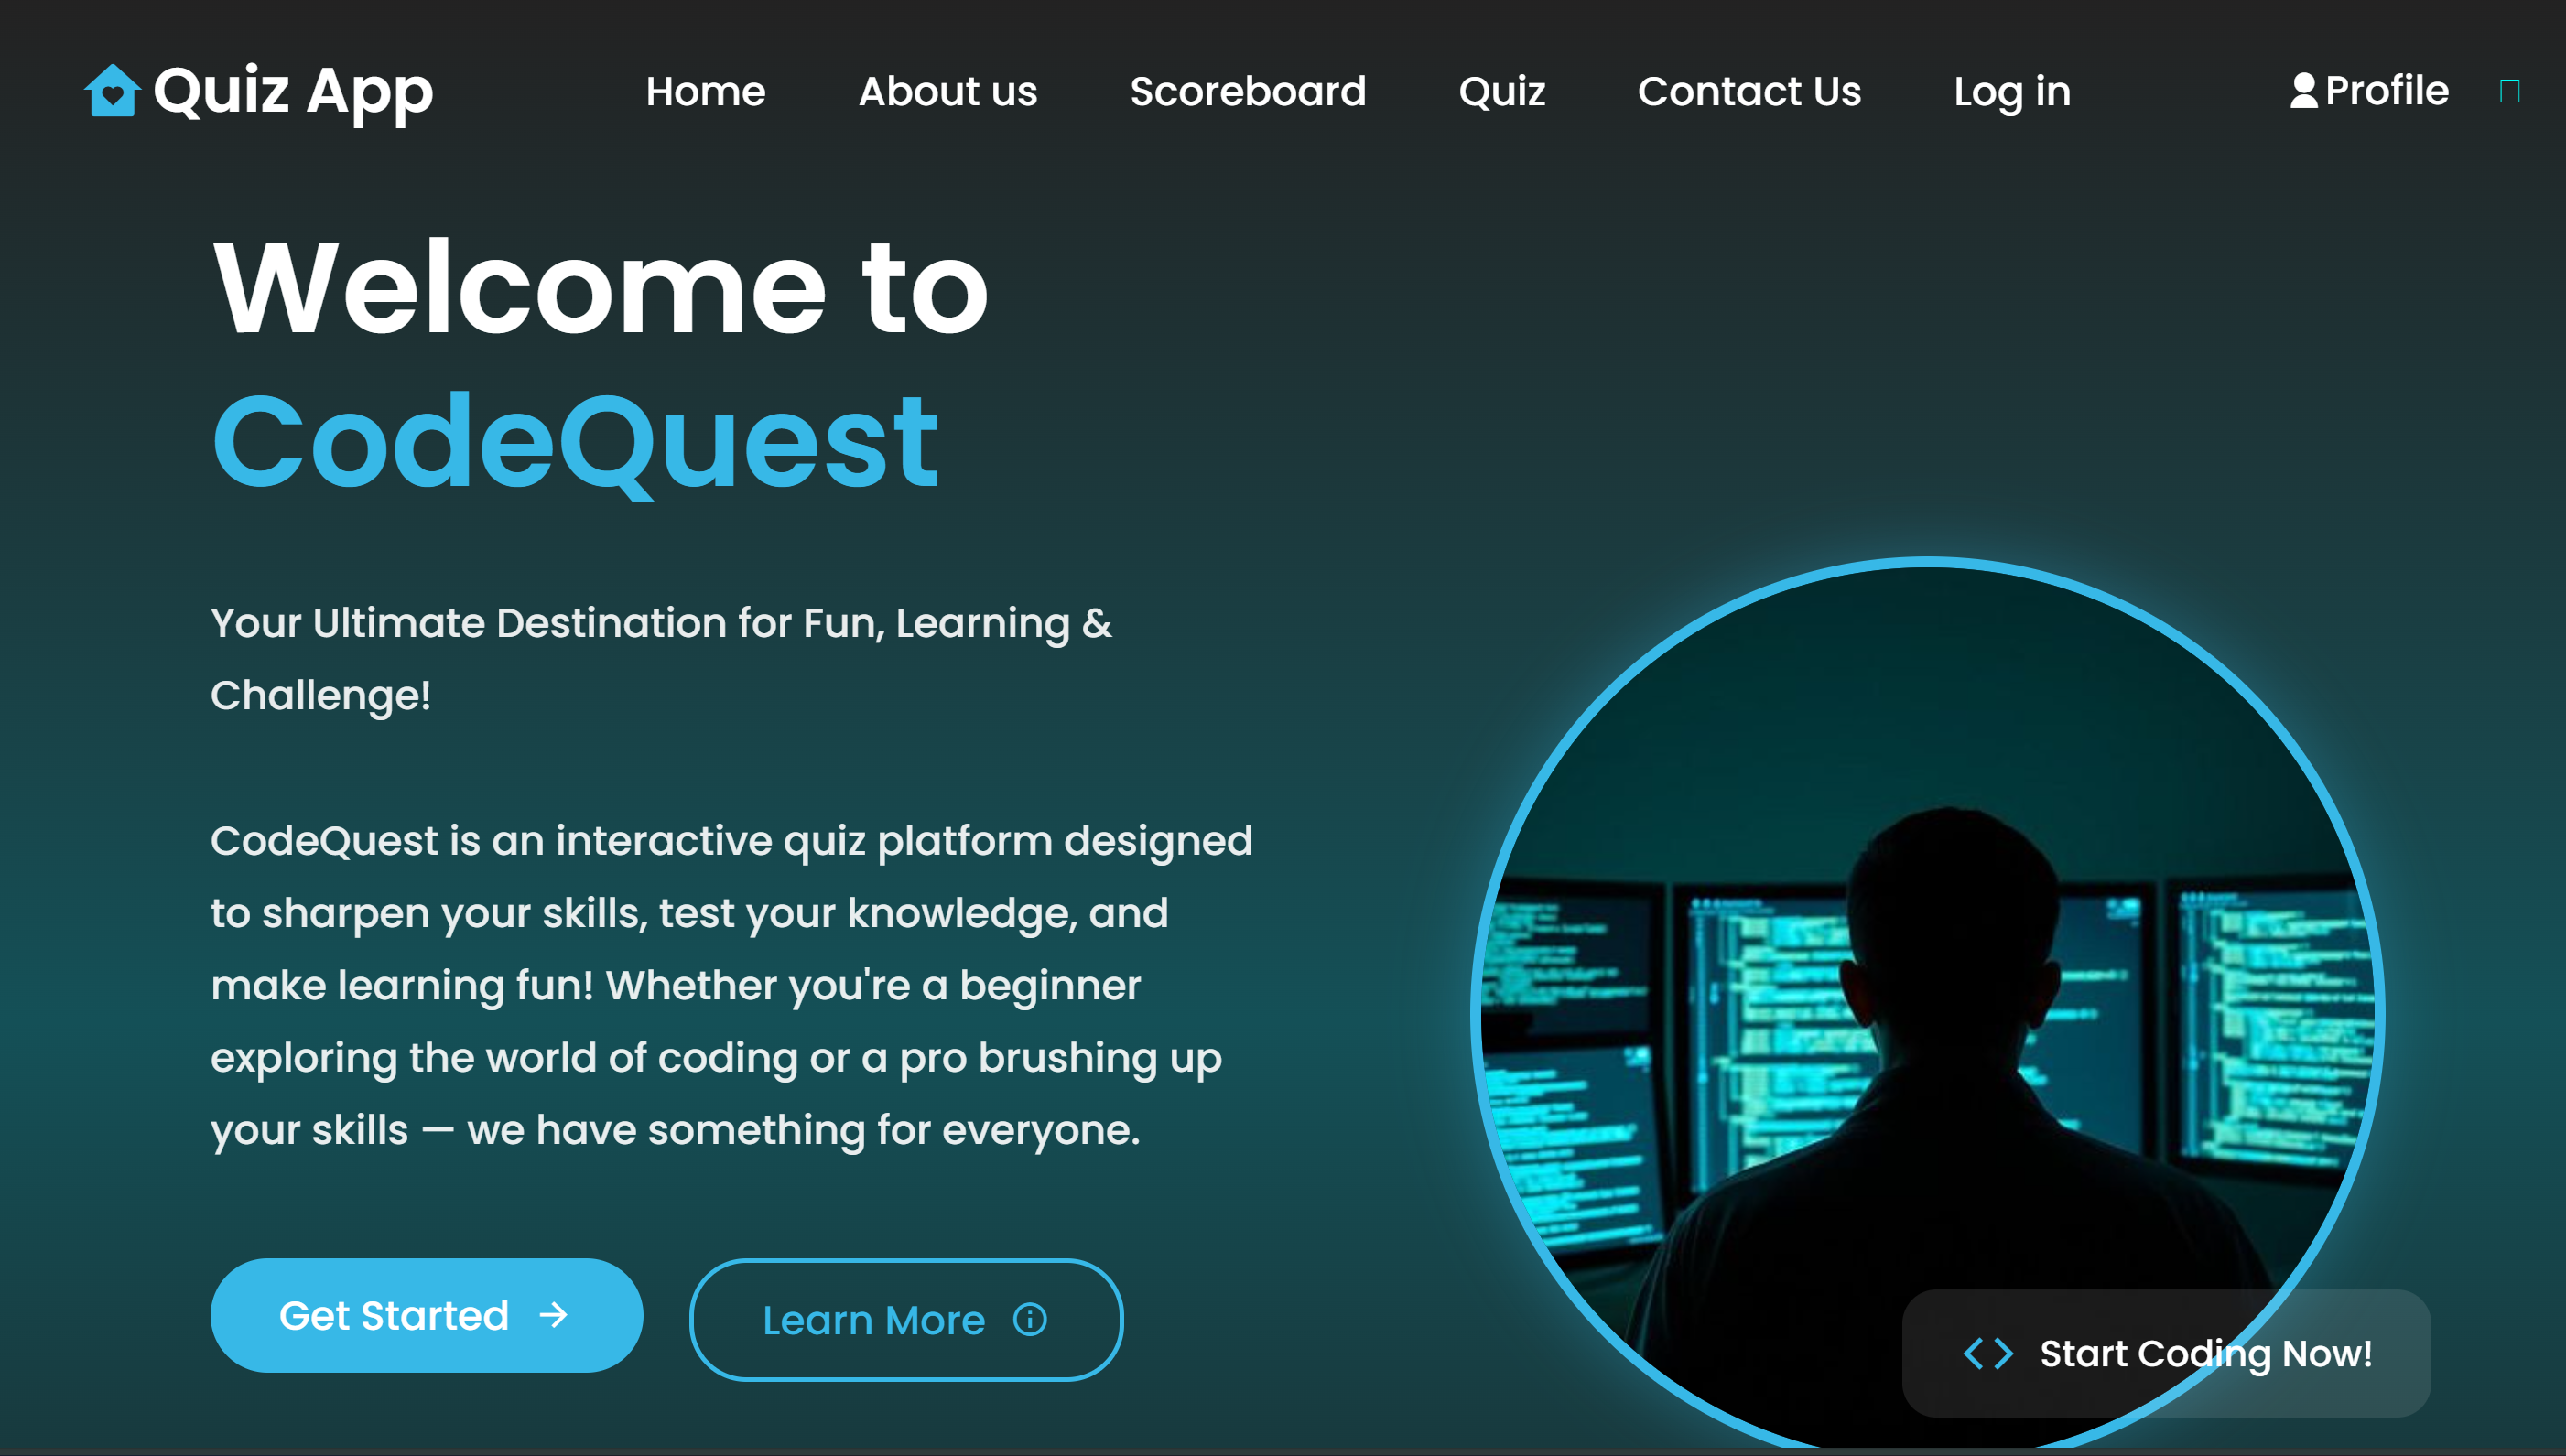 Quiz App
Home About us Scoreboard Quiz Contact Us Log in
Profile
Welcome to
CodeQuest
Your Ultimate Destination for Fun, Learning &
Challenge!
CodeQuest is an interactive quiz platform designed
to sharpen your skills, test your knowledge, and
make learning fun! Whether you're a beginner
exploring the world of coding or a pro brushing up
your skills — we have something for everyone.
Get Started →
Learn More
Start Coding Now!